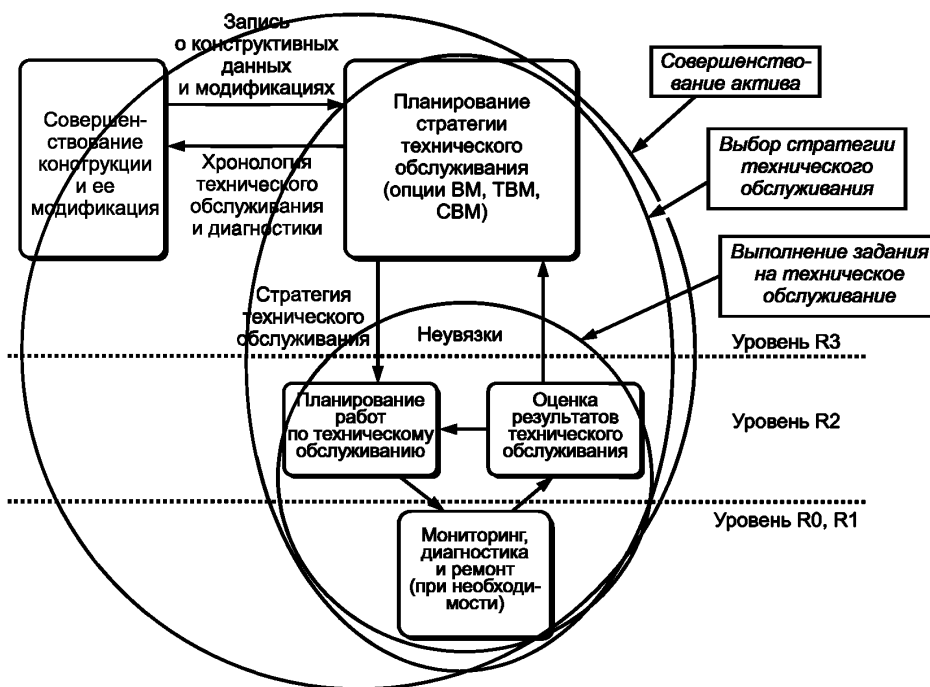 Запись
о конструктивных
данных
и модификациях
Совершен-
ствование
конструкции
и ее
модификация
Хронология
технического
обслуживания
и диагностики
Планирование
стратегии
технического
обслуживания
(опции BM, TBM,
CBM)
Совершенство-
вание актива
Выбор стратегии
технического
обслуживания
Выполнение задания
на техническое
обслуживание
Стратегия
технического
обслуживания
Неувязки
Уровень R3
Планирование
работ
по техническому
обслуживанию
Оценка
результатов
технического
обслуживания
Уровень R2
Уровень R0, R1
Мониторинг,
диагностика
и ремонт
(при необходи-
мости)